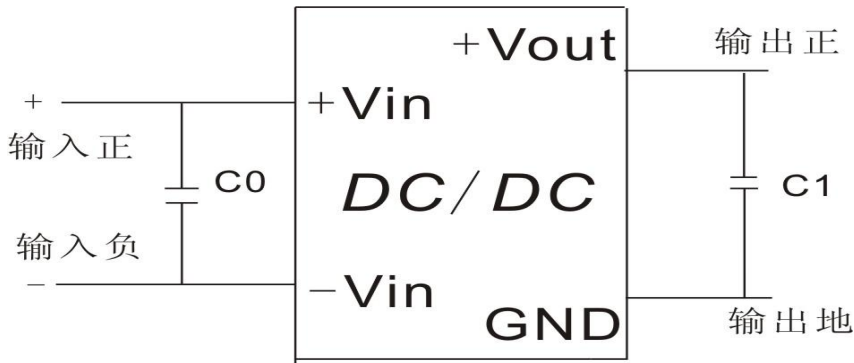 +Vout
输出正
+
+Vin
输入正
C0
DC/DC
C1
输入负
-
-Vin
GND
输出地